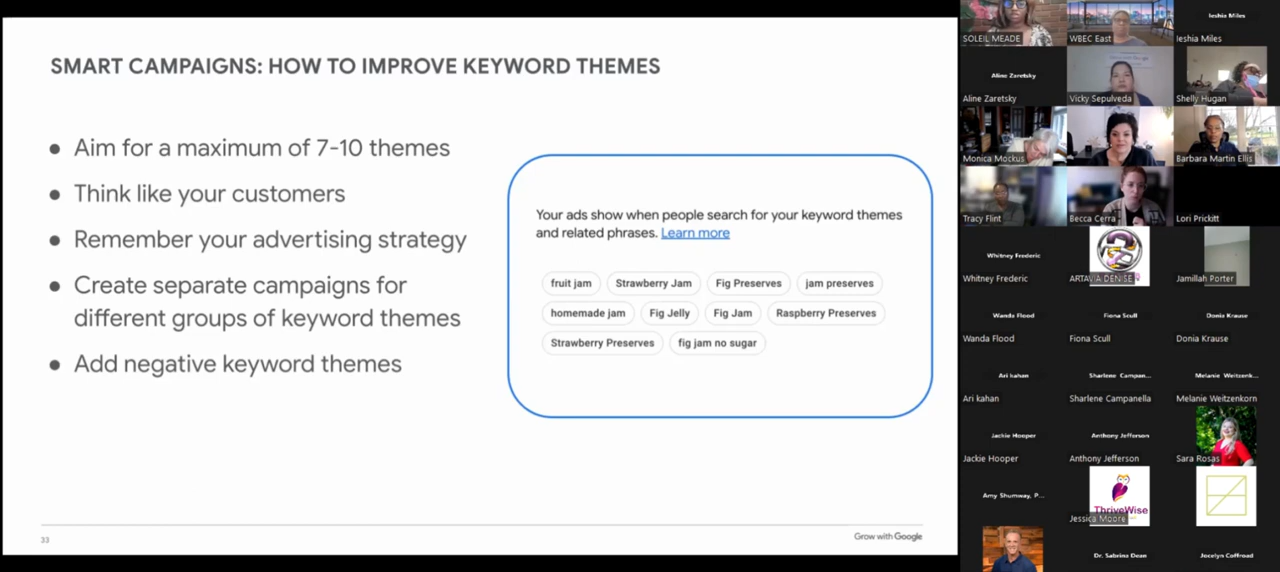 SMART CAMPAIGNS: HOW TO IMPROVE KEYWORD THEMES
● Aim for a maximum of 7-10 themes
● Think like your customers
● Remember your advertising strategy
● Create separate campaigns for
different groups of keyword themes
● Add negative keyword themes
Your ads show when people search for your keyword themes
and related phrases. Learn more
fruit jam Strawberry Jam Fig Preserves jam preserves
homemade jam Fig Jelly Fig Jam Raspberry Preserves
Strawberry Preserves fig jam no sugar
33
Grow with Google
SOLEIL MEADE WBEC East Ieshia Miles
Ieshia Miles
Aline Zaretsky
Aline Zaretsky Vicky Sepulveda Shelly Hugan
Monica Mockus Barbara Martin Ellis
Tracy Flint Becca Cerra Lori Prickitt
Whitney Frederic
Whitney Frederic ARTAVIA DENISE Jamillah Porter
Wanda Flood Fiona Scull Donia Krause
Wanda Flood Fiona Scull Donia Krause
Ari kahan Sharlene Campan... Melanie Weitzenk...
Ari kahan Sharlene Campanella Melanie Weitzenkorn
Jackie Hooper Anthony Jefferson
Jackie Hooper Anthony Jefferson Sara Rosas
Amy Shumway, P...
ThriveWise
Jessica Moore
Dr. Sabrina Dean Jocelyn Coffroad